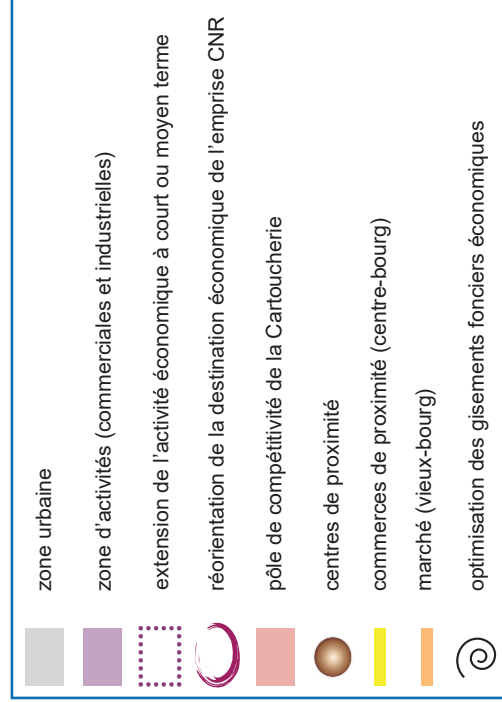 zone urbaine
zone d'activités (commerciales et industrielles)
extension de l'activité économique à court ou moyen terme
réorientation de la destination économique de l'emprise CNR
pôle de compétitivité de la Cartoucherie
centres de proximité
commerces de proximité (centre-bourg)
marché (vieux-bourg)
optimisation des gisements fonciers économiques